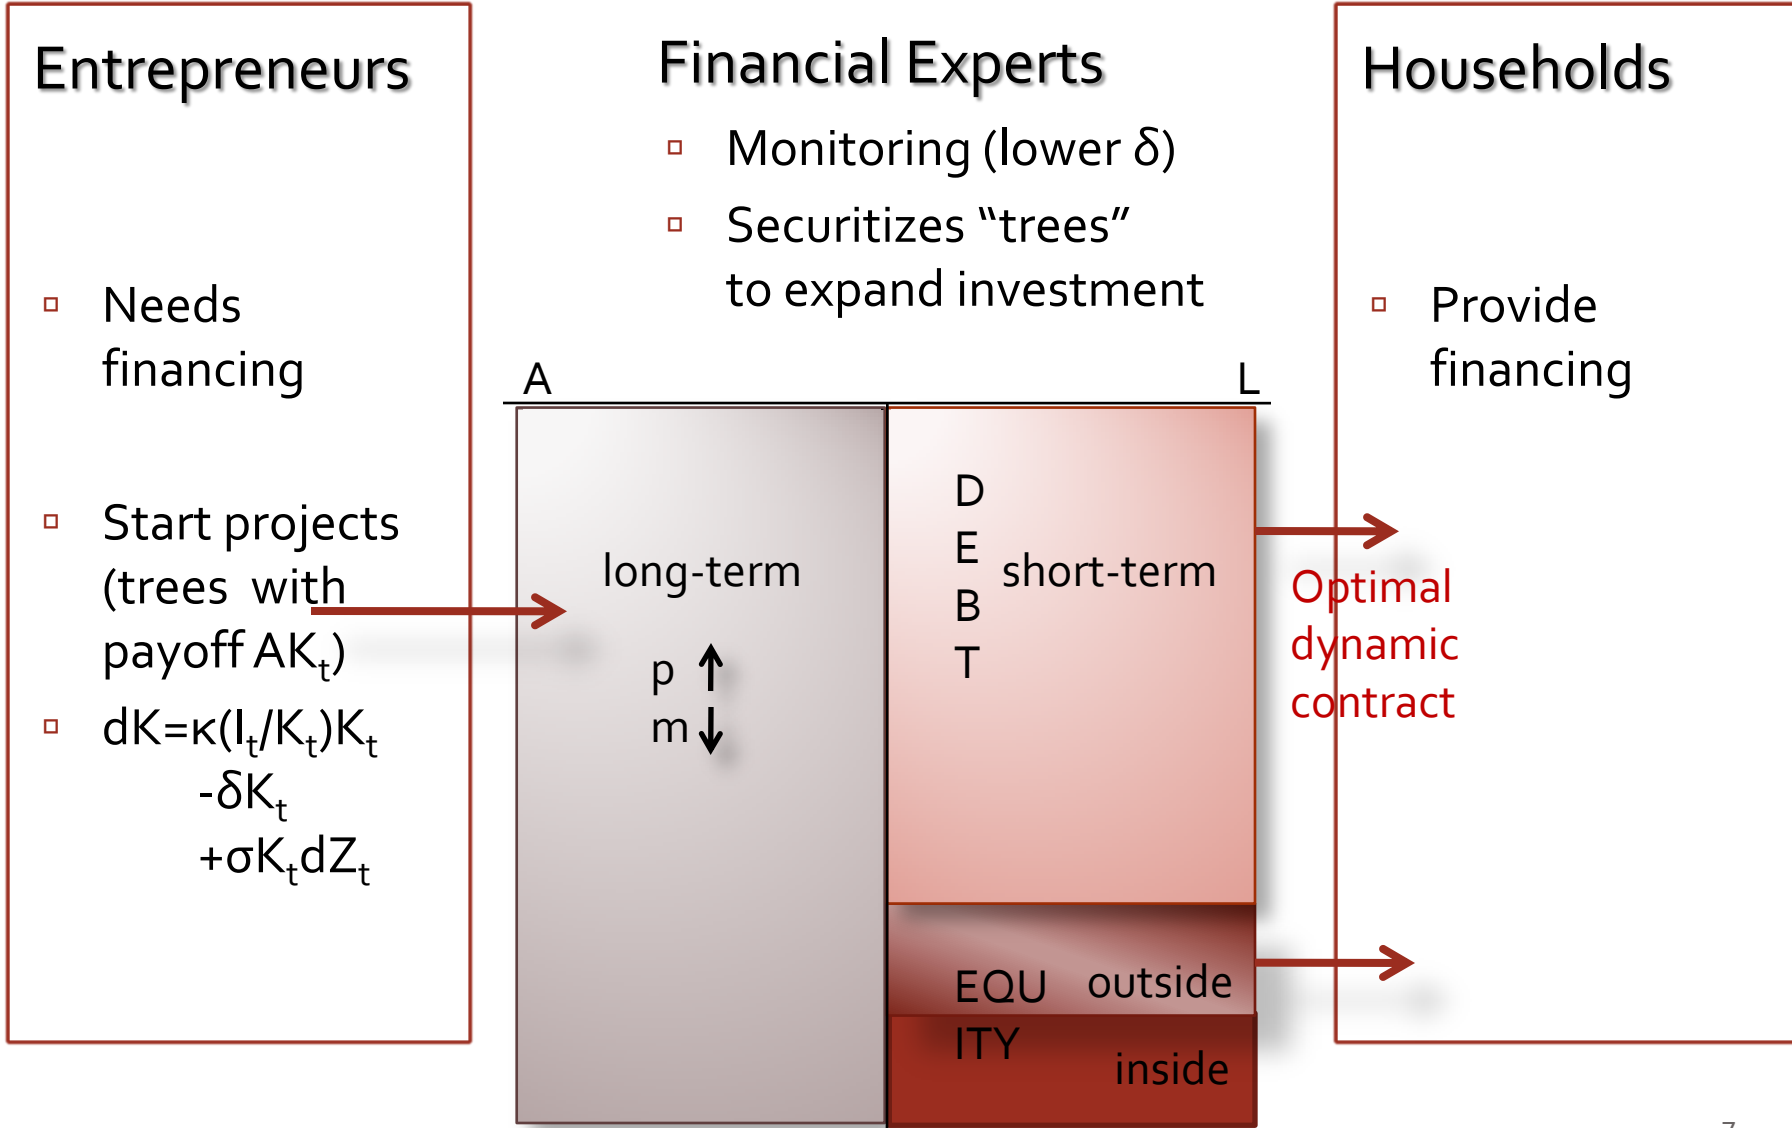 Entrepreneurs
Needs
financing
Start projects
(trees with
payoff AKt)
dK=κ(It/Kt)Kt
-δKt
+σKtdZt
Financial Experts
Monitoring (lower δ)
Securitizes “trees”
to expand investment
A
L
long-term
p
m
D
E
B
T
short-term
EQU
ITY
outside
inside
Households
Provide
financing
Optimal
dynamic
contract